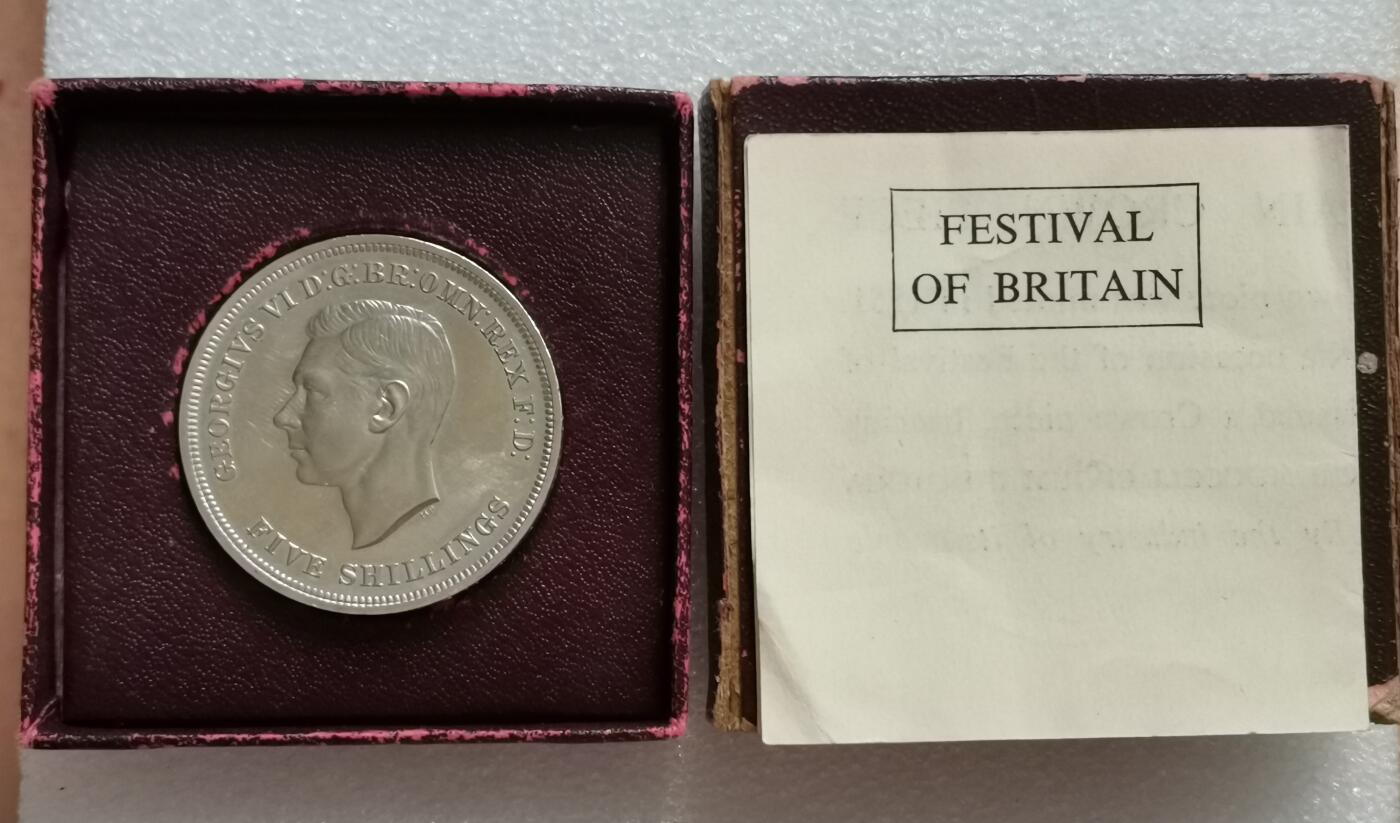 GEORGIVS VI D:G:BR:OMN:REX F:D:
FIVE SHILLINGS
FESTIVAL
OF BRITAIN